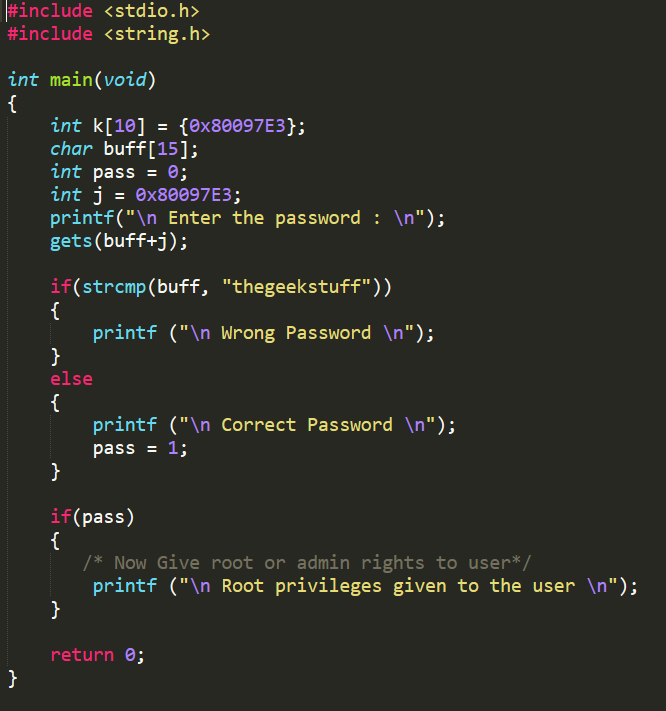 #include <stdio.h>
#include <string.h>

int main(void)
{
    int k[10] = {0x80097E3};
    char buff[15];
    int pass = 0;
    int j = 0x80097E3;
    printf("\n Enter the password : \n");
    gets(buff+j);

    if(strcmp(buff, "thegeekstuff"))
    {
        printf ("\n Wrong Password \n");
    }
    else
    {
        printf ("\n Correct Password \n");
        pass = 1;
    }

    if(pass)
    {
       /* Now Give root or admin rights to user*/
        printf ("\n Root privileges given to the user \n");
    }

    return 0;
}